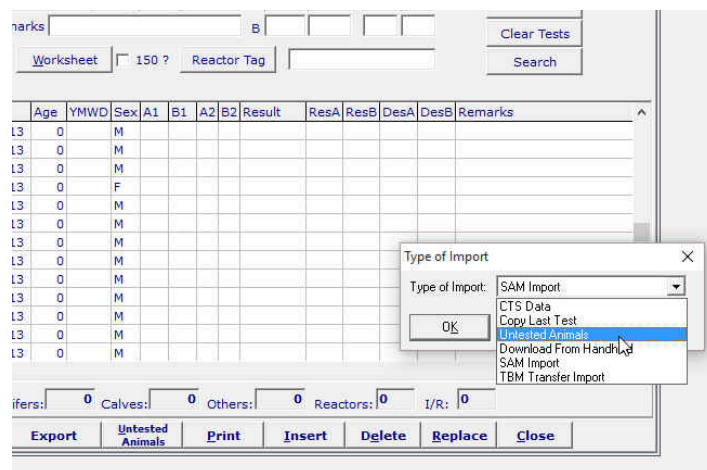 arks B Clear Tests
Worksheet 150 ? Reactor Tag Search
Age YMWD Sex A1 B1 A2 B2 Result ResA ResB DesA DesB Remarks
13 0 M
13 0 M
13 0 M
13 0 F
13 0 M
13 0 M
13 0 M
13 0 M
13 0 M
13 0 M
13 0 M
13 0 M
13 0 M
Type of Import
Type of Import: SAM Import
OK
CTS Data
Copy Last Test
Untested Animals
Download From Handheld
SAM Import
TBM Transfer Import
ifers: 0 Calves: 0 Others: 0 Reactors: 0 I/R: 0
Export Untested Animals Print Insert Delete Replace Close